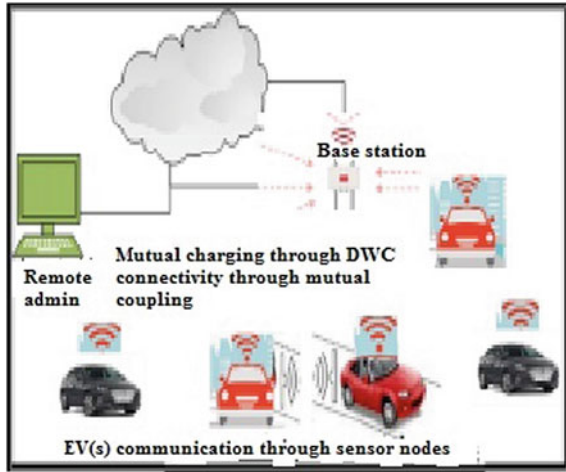 Base station
Mutual charging through DWC
Remote connectivity through mutual
admin coupling
EV(s) communication through sensor nodes